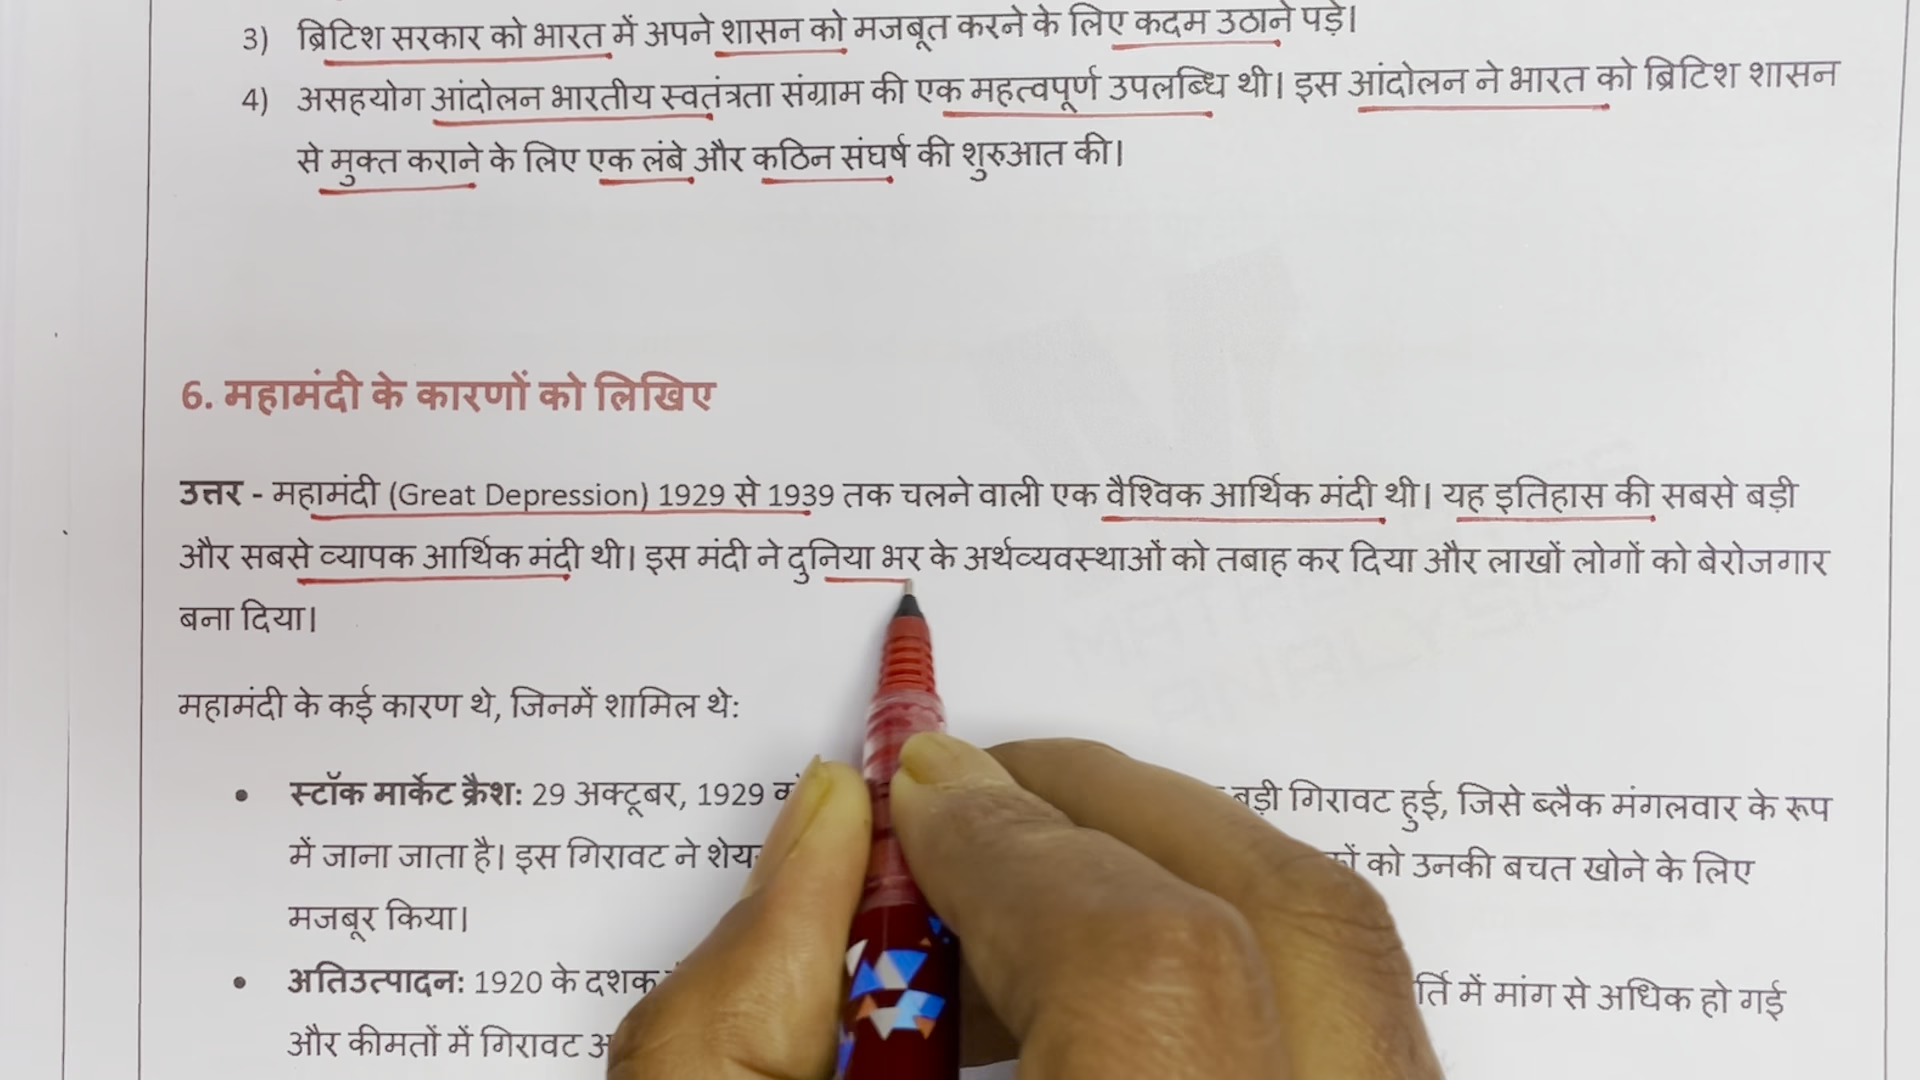 3) ब्रिटिश सरकार को भारत में अपने शासन को मजबूत करने के लिए कदम उठाने पड़े।
4) असहयोग आंदोलन भारतीय स्वतंत्रता संग्राम की एक महत्वपूर्ण उपलब्धि थी। इस आंदोलन ने भारत को ब्रिटिश शासन
से मुक्त कराने के लिए एक लंबे और कठिन संघर्ष की शुरुआत की।
6. महामंदी के कारणों को लिखिए
उत्तर - महामंदी (Great Depression) 1929 से 1939 तक चलने वाली एक वैश्विक आर्थिक मंदी थी। यह इतिहास की सबसे बड़ी
और सबसे व्यापक आर्थिक मंदी थी। इस मंदी ने दुनिया भर के अर्थव्यवस्थाओं को तबाह कर दिया और लाखों लोगों को बेरोजगार
बना दिया।
महामंदी के कई कारण थे, जिनमें शामिल थे:
• स्टॉक मार्केट क्रैश: 29 अक्टूबर, 1929 बड़ी गिरावट हुई, जिसे ब्लैक मंगलवार के रूप
में जाना जाता है। इस गिरावट ने को उनकी बचत खोने के लिए
मजबूर किया।
• अतिउत्पादन: 1920 के दशक में मांग से अधिक हो गई
और कीमतों में गिरावट